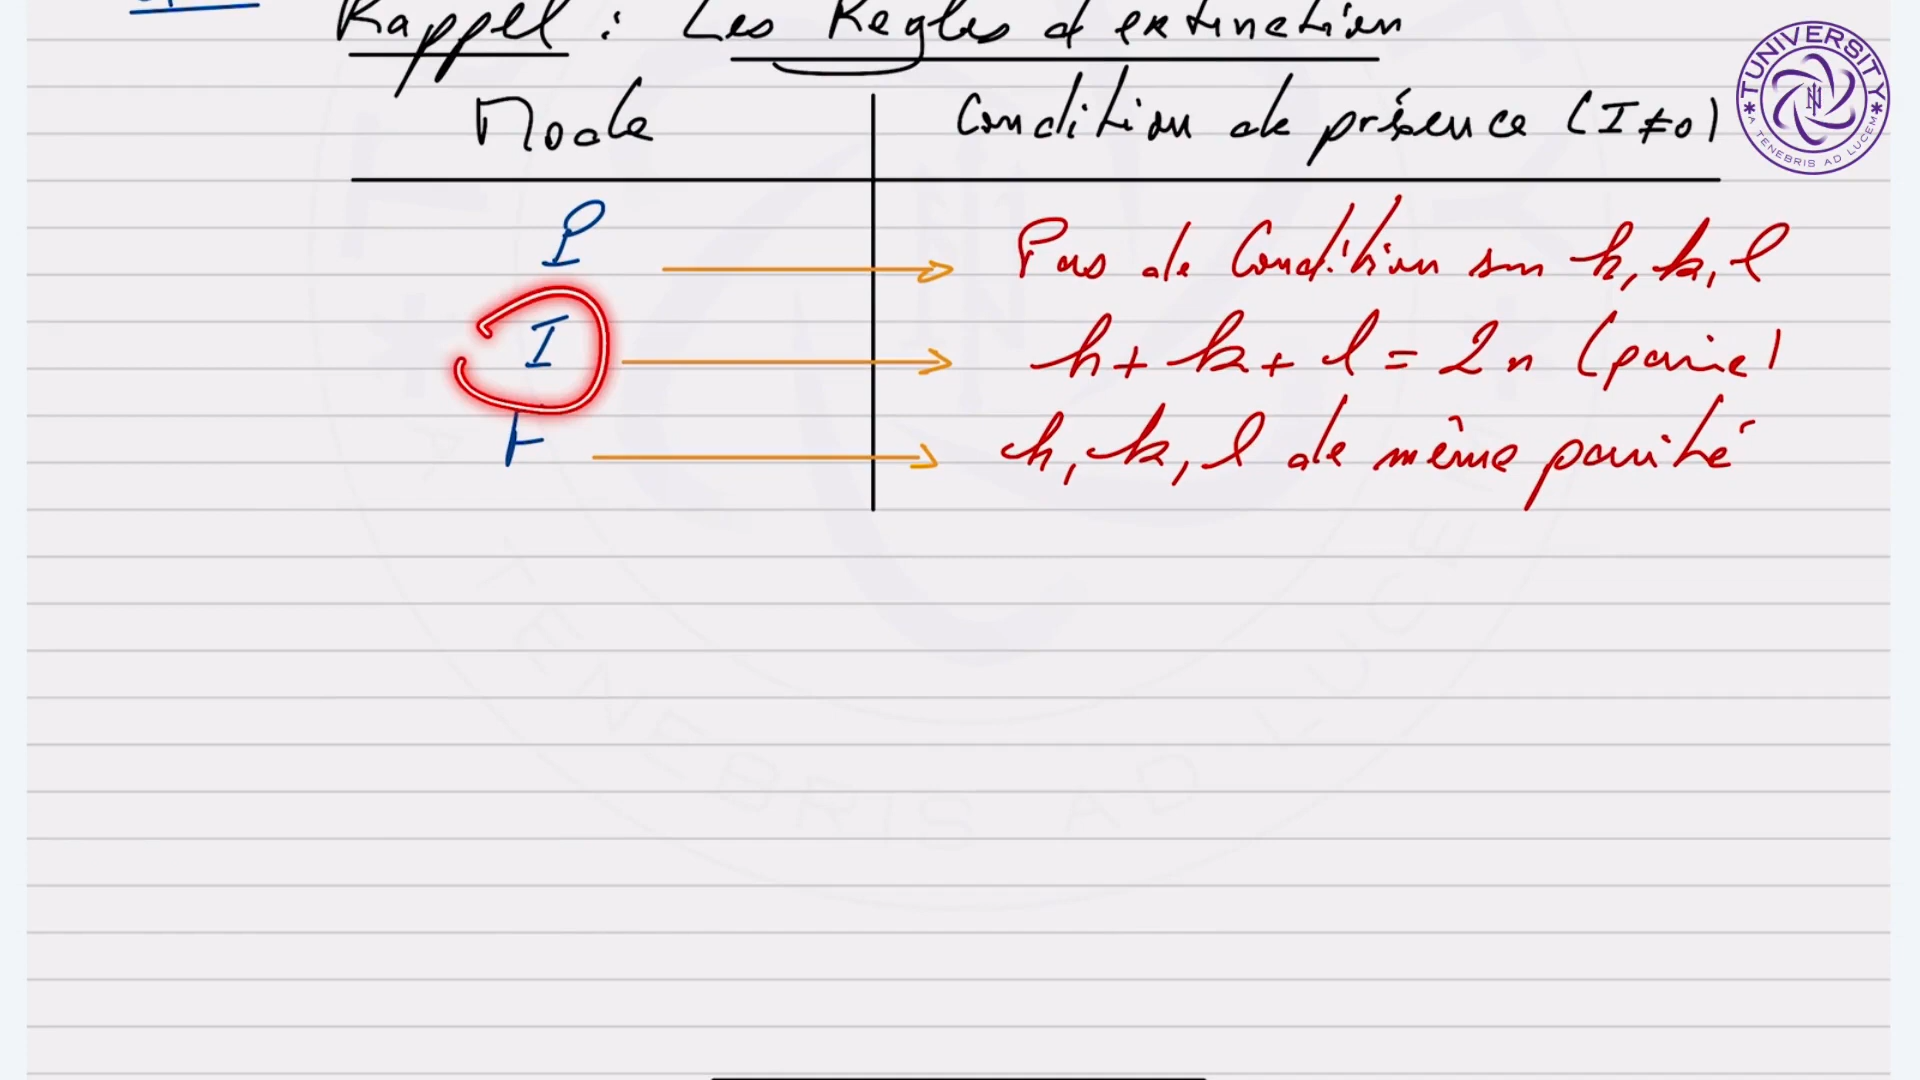 Rappel : Les Règles d'extinction
Mode
Condition de présence (I≠0)
P
Pas de Condition sur h, k, l
I
h + k + l = 2n (paire)
F
h, k, l de même parité
TUNIVERSITY
A TENEBRIS AD LUCEM